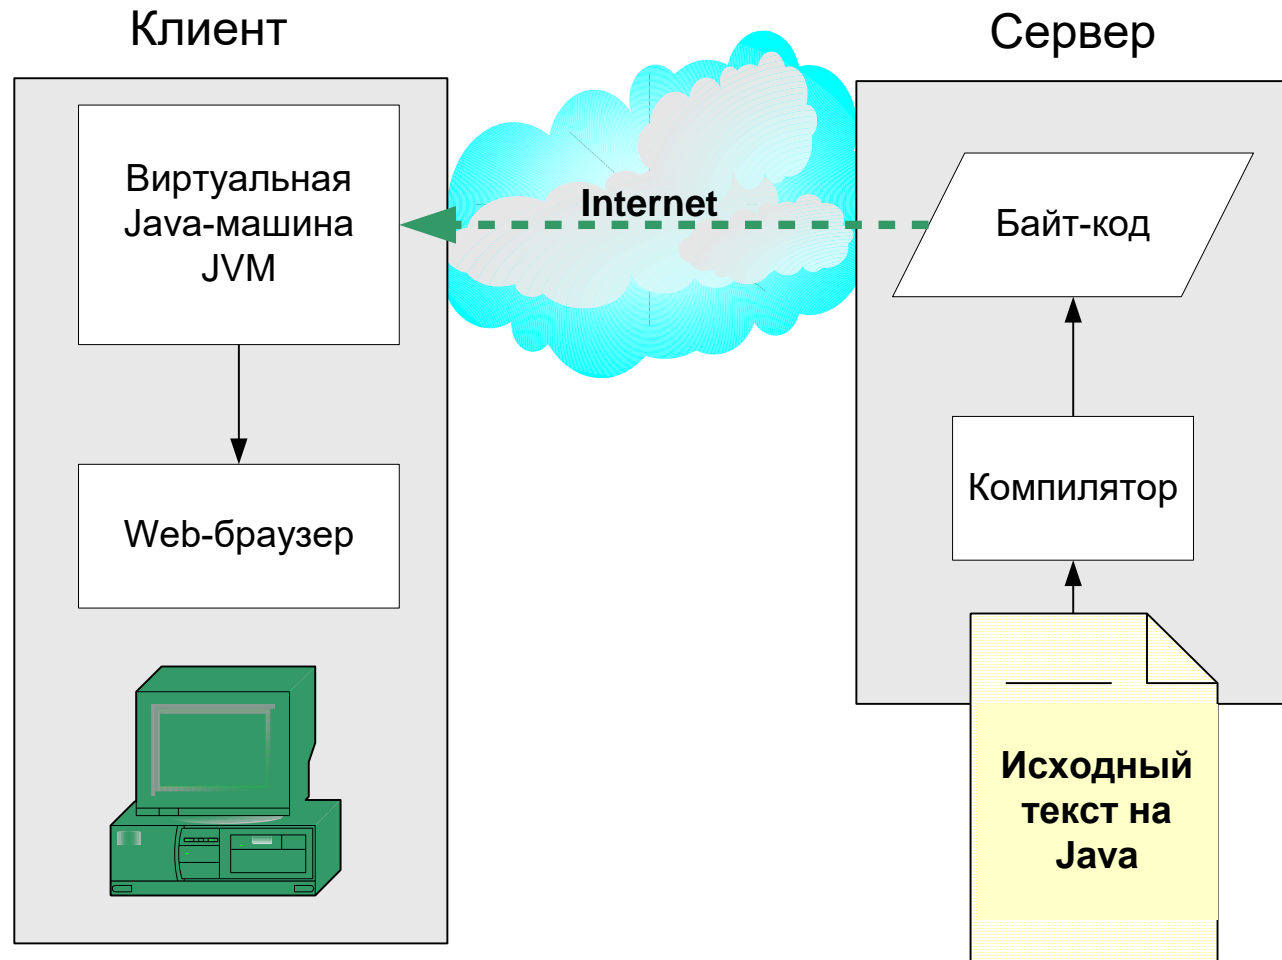 Клиент
Сервер
Виртуальная
Java-машина
JVM
Internet
Байт-код
Web-браузер
Компилятор
Исходный
текст на
Java